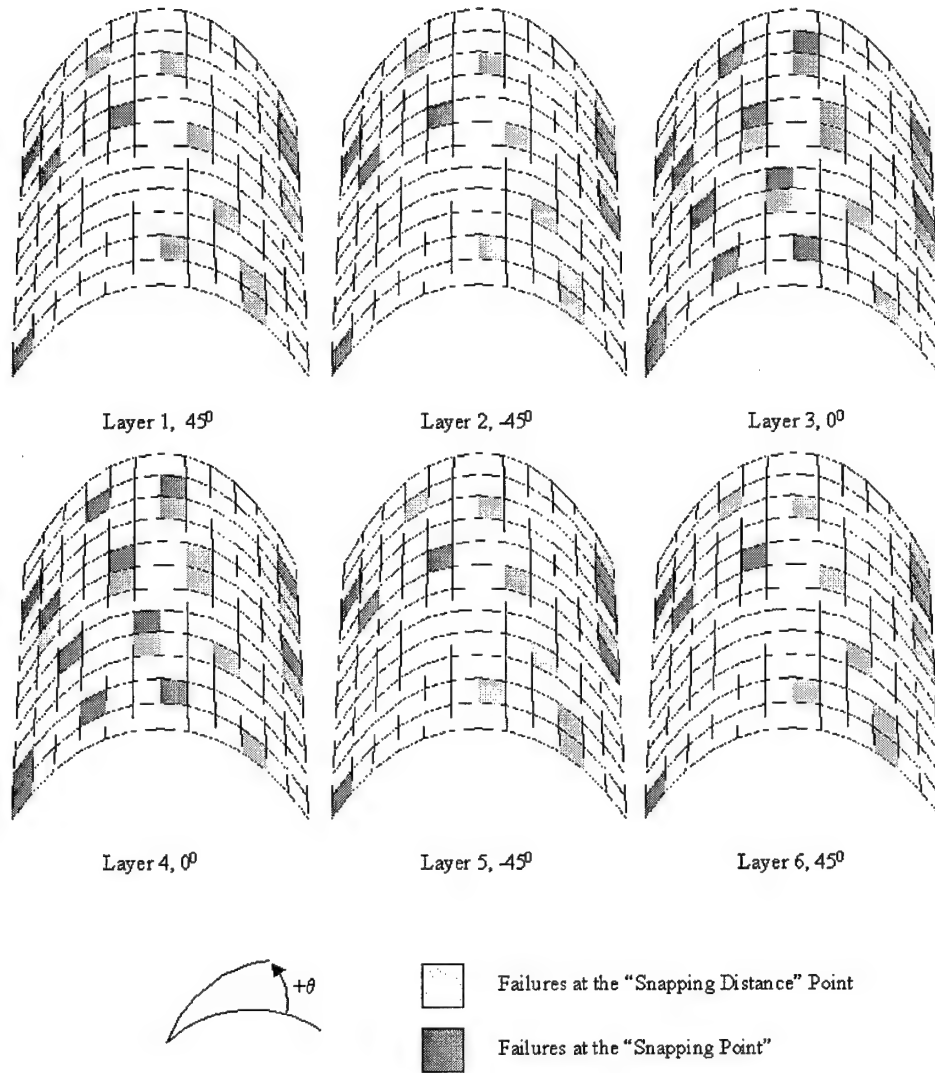 Layer 1, 45⁰
Layer 2, -45⁰
Layer 3, 0⁰
Layer 4, 0⁰
Layer 5, -45⁰
Layer 6, 45⁰
+θ
Failures at the “Snapping Distance” Point
Failures at the “Snapping Point”